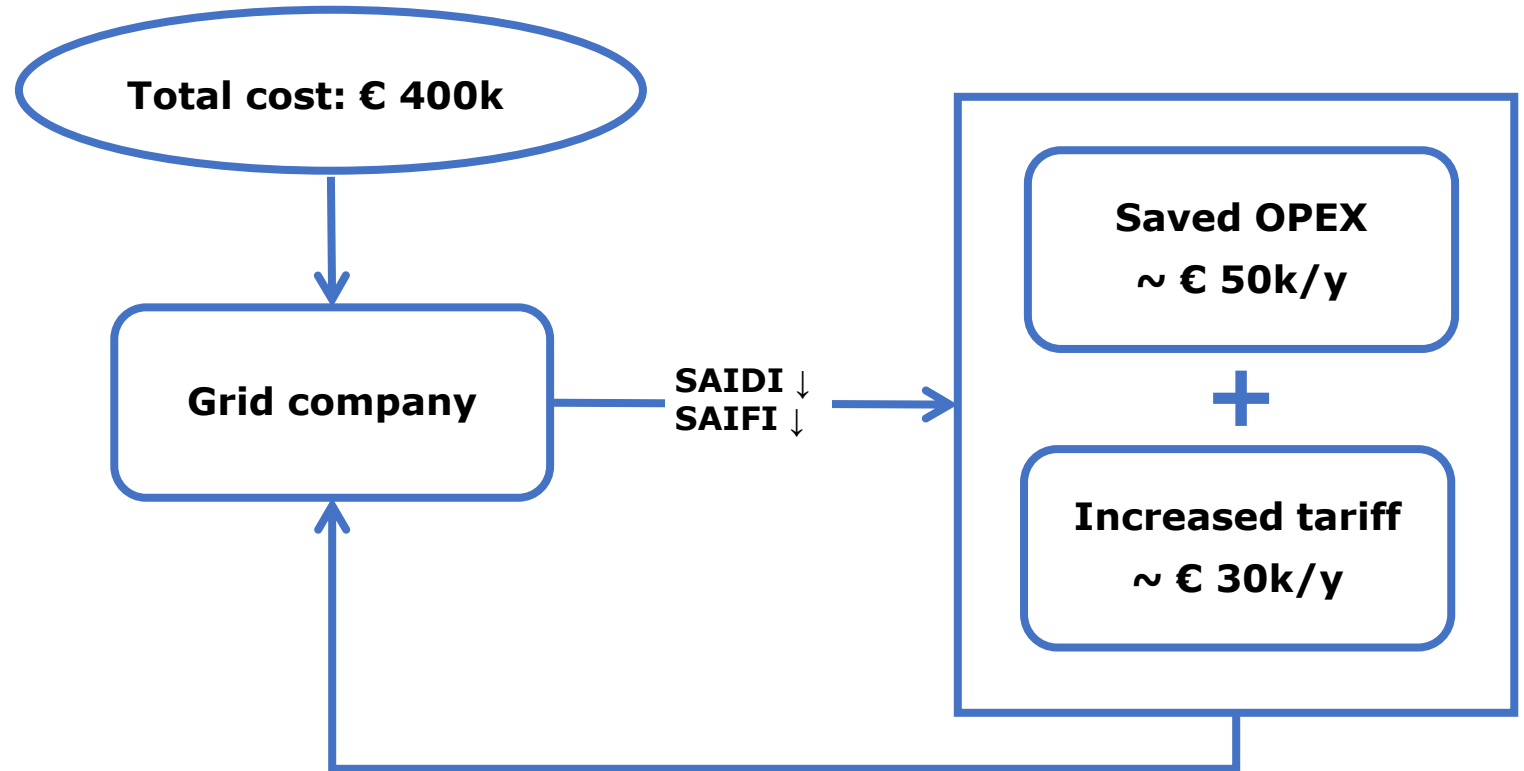 Total cost: € 400k
Saved OPEX
~ € 50k/y
SAIDI ↓
SAIFI ↓
Grid company
+
Increased tariff
~ € 30k/y